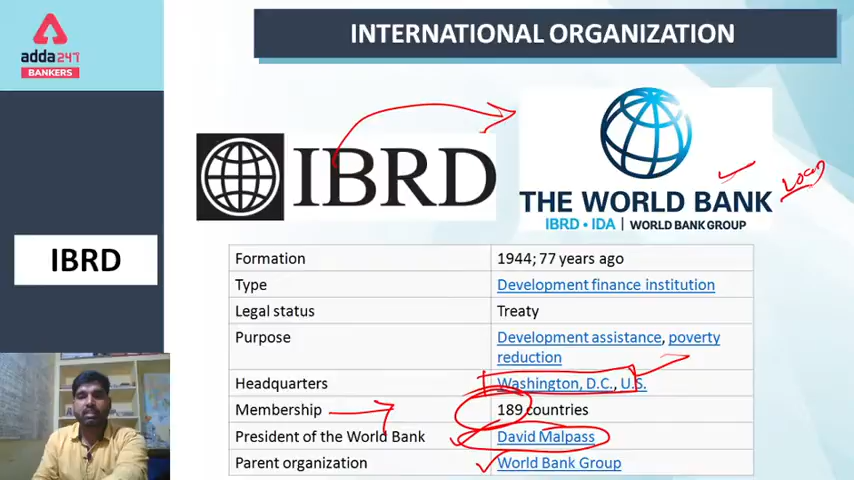 adda247
BANKERS
INTERNATIONAL ORGANIZATION
IBRD
THE WORLD BANK
IBRD • IDA | WORLD BANK GROUP
Loan
IBRD
Formation 1944; 77 years ago
Type Development finance institution
Legal status Treaty
Purpose Development assistance, poverty
reduction
Headquarters Washington, D.C., U.S.
Membership 189 countries
President of the World Bank David Malpass
Parent organization World Bank Group